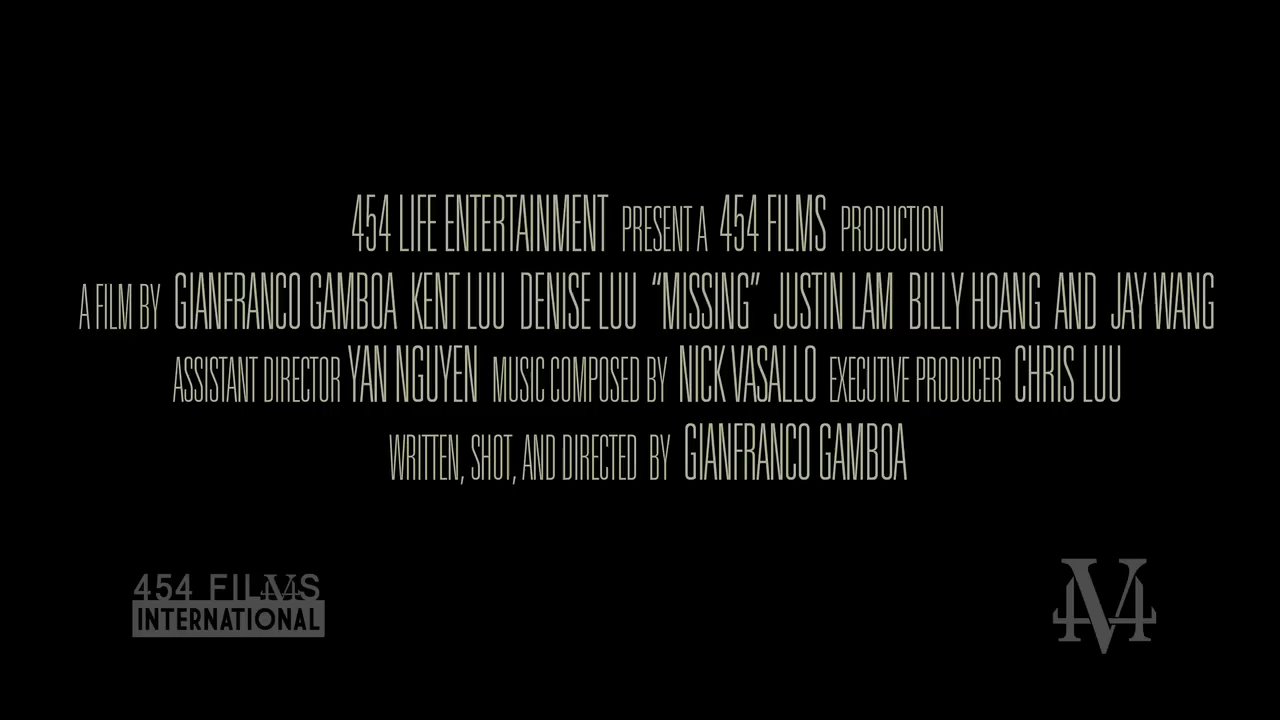 454 LIFE ENTERTAINMENT PRESENT A 454 FILMS PRODUCTION
A FILM BY GIANFRANCO GAMBOA KENT LUU DENISE LUU “MISSING” JUSTIN LAM BILLY HOANG AND JAY WANG
ASSISTANT DIRECTOR YAN NGUYEN MUSIC COMPOSED BY NICK VASALLO EXECUTIVE PRODUCER CHRIS LUU
WRITTEN, SHOT, AND DIRECTED BY GIANFRANCO GAMBOA
454 FILMS
INTERNATIONAL
4V4